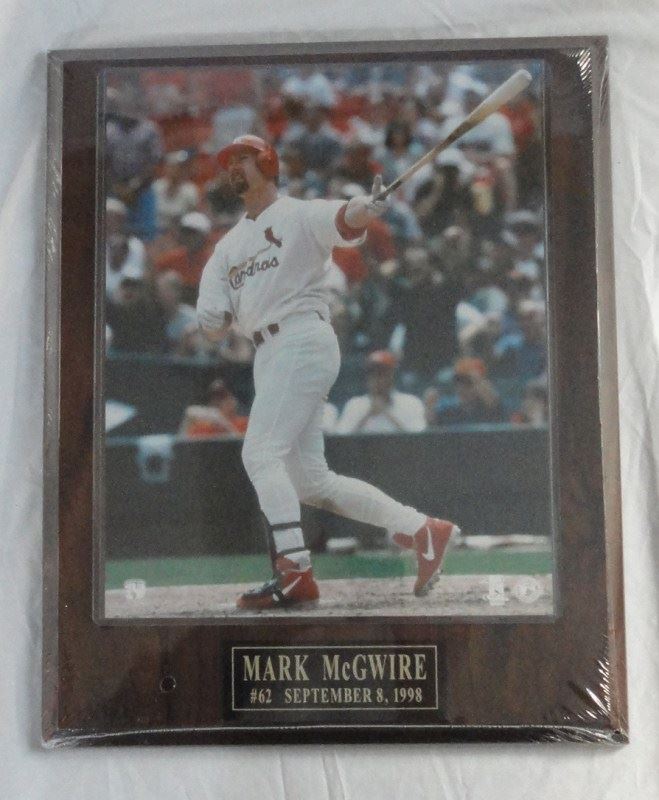 Cardinals
MARK McGWIRE
#62 SEPTEMBER 8, 1998